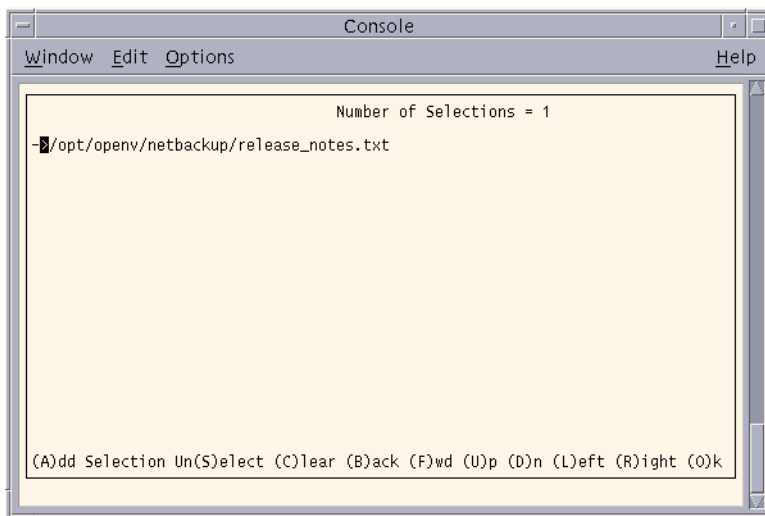 Console
Window Edit Options Help
Number of Selections = 1
->/opt/openv/netbackup/release_notes.txt
(A)dd Selection Un(S)elect (C)lear (B)ack (F)wd (U)p (D)n (L)eft (R)ight (O)k